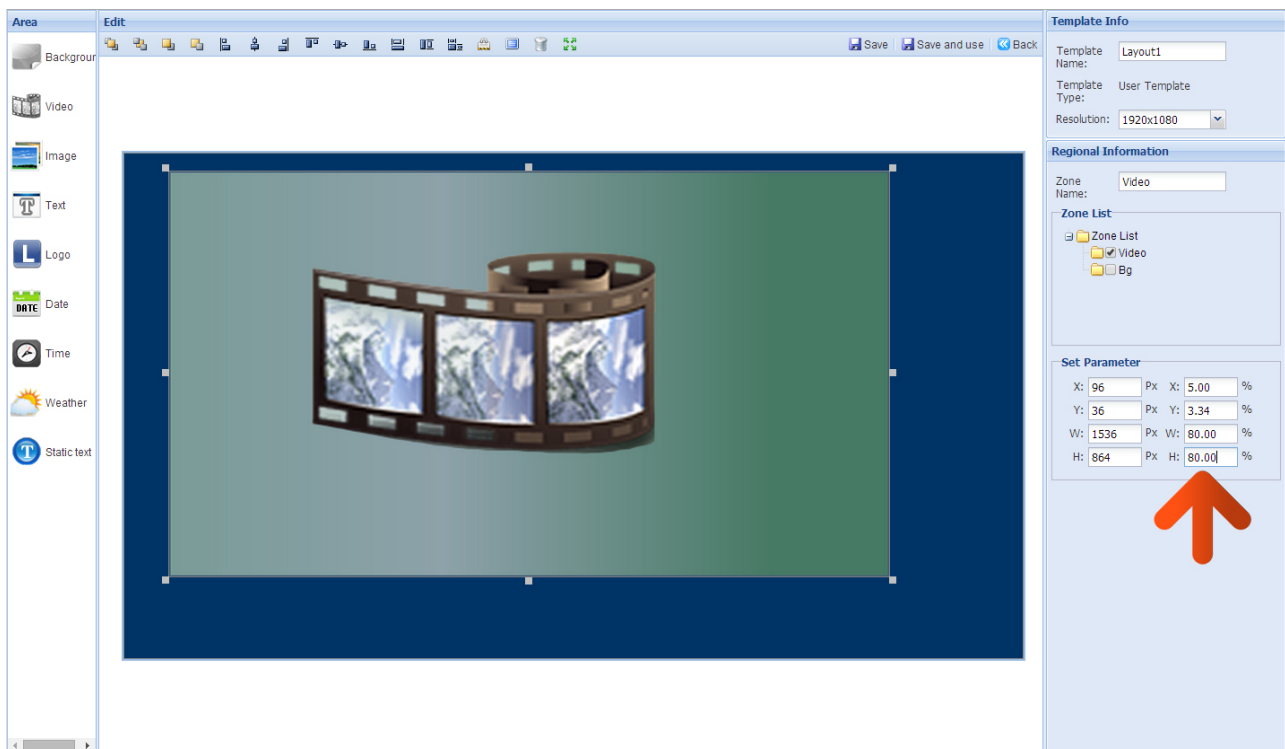 Area
Edit
Template Info
Save
Save and use
Back
Backgrour
Video
Image
Text
L
Logo
DATE
Date
Time
Weather
T
Static text
Template Name:
Layout1
Template Type:
User Template
Resolution:
1920x1080
Regional Information
Zone Name:
Video
Zone List
Zone List
Video
Bg
Set Parameter
X: 96 Px X: 5.00 %
Y: 36 Px Y: 3.34 %
W: 1536 Px W: 80.00 %
H: 864 Px H: 80.00 %